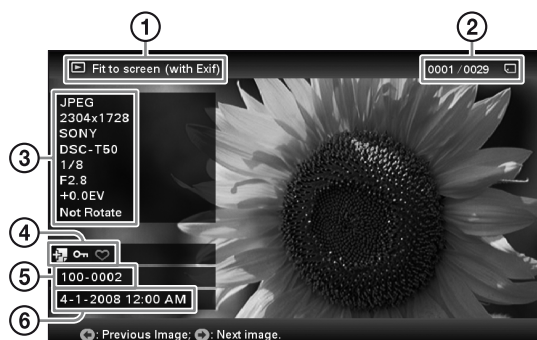 1
2
Fit to screen (with Exif)
0001 /0029
3
JPEG
2304x1728
SONY
DSC-T50
1/8
F2.8
+0.0EV
Not Rotate
4
5
100-0002
4-1-2008 12:00 AM
6
: Previous Image; : Next image.